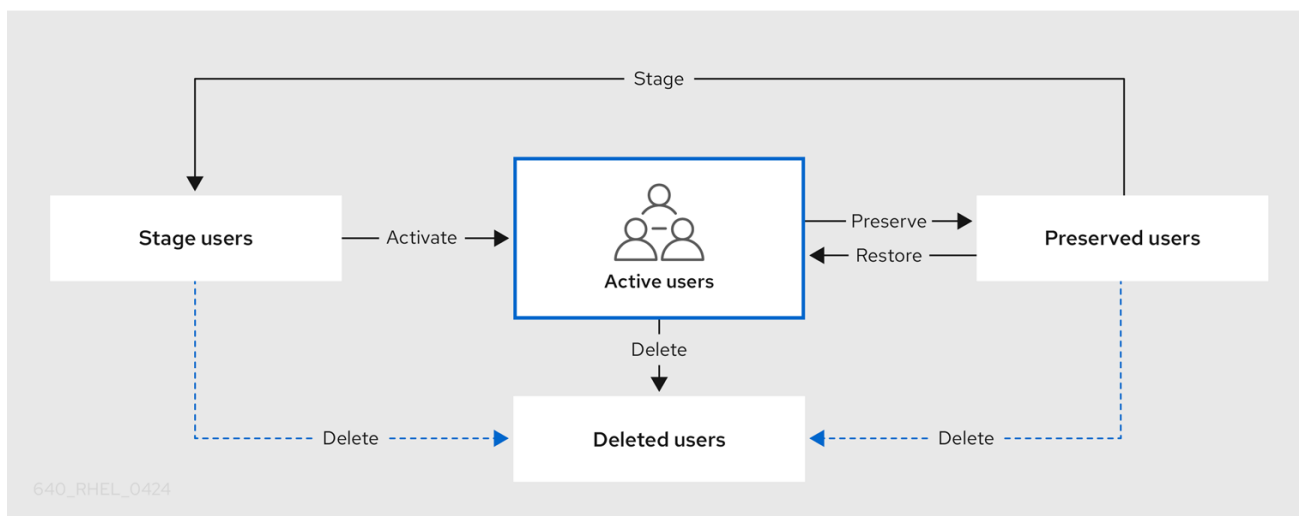 Stage
Stage users
Activate
Active users
Preserve
Restore
Preserved users
Delete
Delete
Deleted users
Delete
640_RHEL_0424